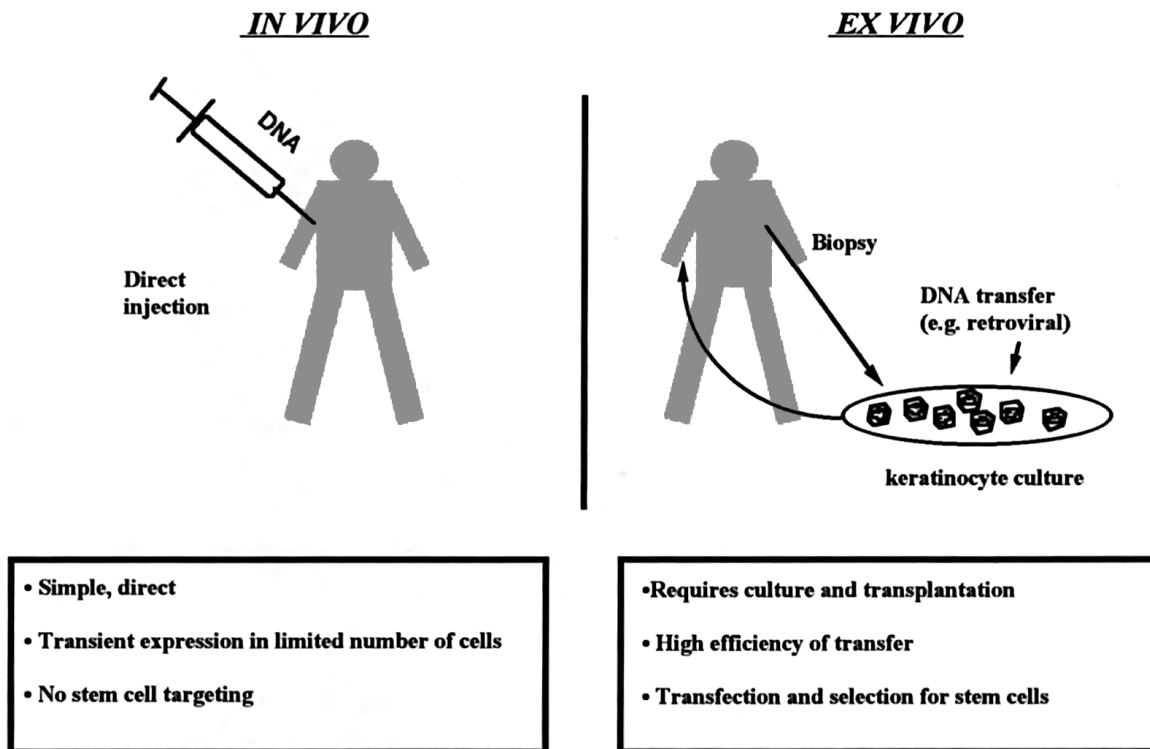 IN VIVO
DNA
Direct
injection
• Simple, direct
• Transient expression in limited number of cells
• No stem cell targeting
EX VIVO
Biopsy
DNA transfer
(e.g. retroviral)
keratinocyte culture
•Requires culture and transplantation
• High efficiency of transfer
• Transfection and selection for stem cells